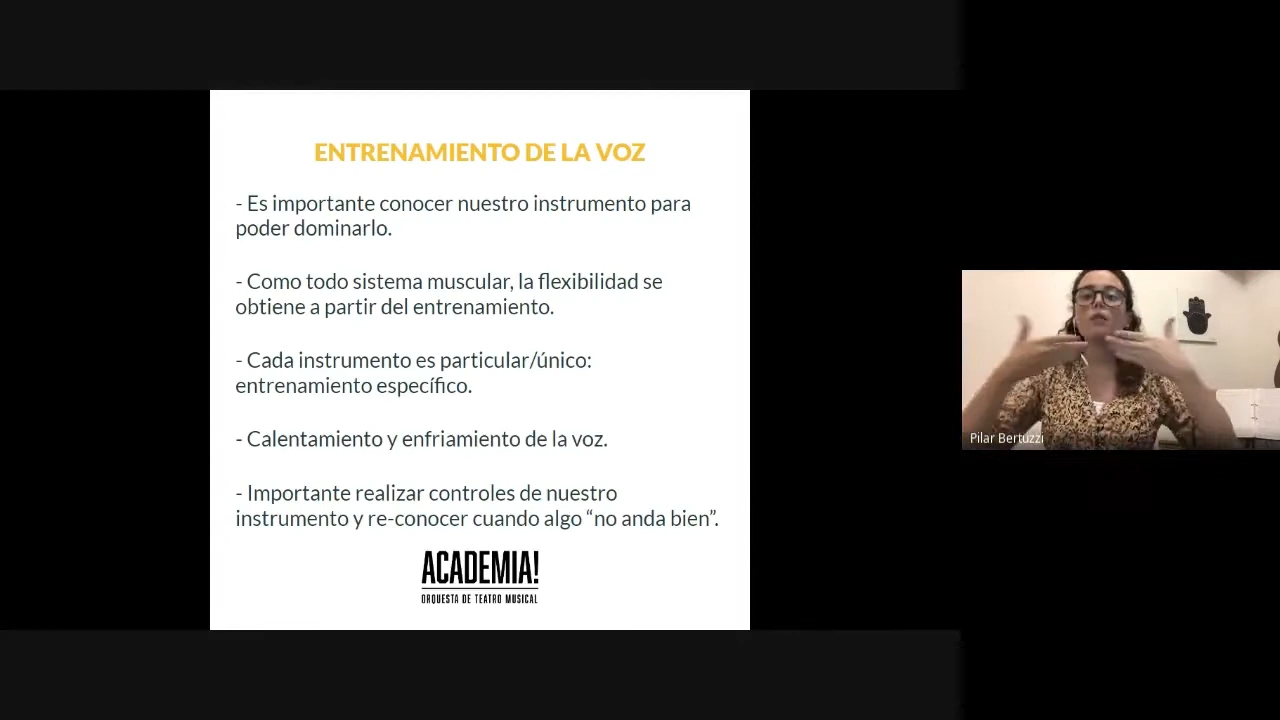 ENTRENAMIENTO DE LA VOZ
- Es importante conocer nuestro instrumento para
poder dominarlo.
- Como todo sistema muscular, la flexibilidad se
obtiene a partir del entrenamiento.
- Cada instrumento es particular/único:
entrenamiento específico.
- Calentamiento y enfriamiento de la voz.
- Importante realizar controles de nuestro
instrumento y re-conocer cuando algo “no anda bien”.
ACADEMIA!
ORQUESTA DE TEATRO MUSICAL
Pilar Bertuzzi